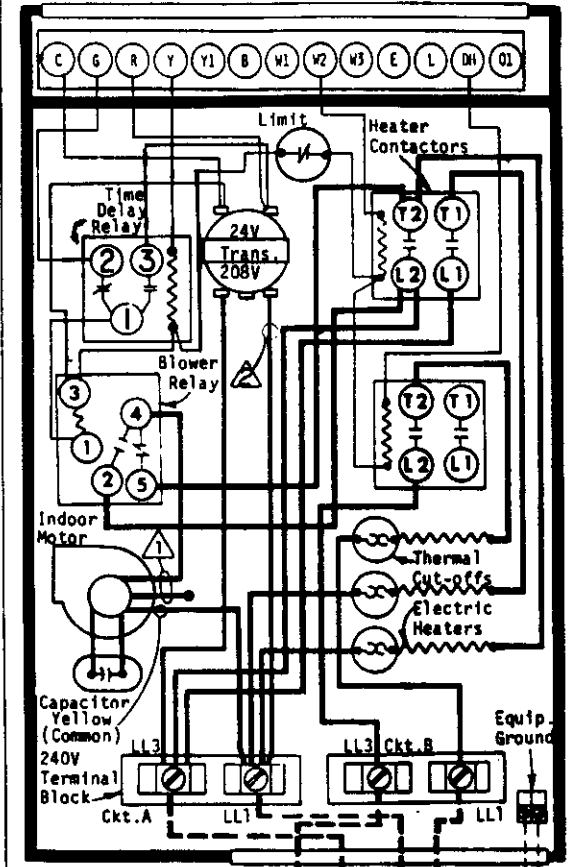 C G R Y Y1 B W1 W2 W3 E L DH O1
Limit
Heater
Contactors
Time
Delay
Relay
2 3
1
24V
Trans.
208V
T2 T1
L2 L1
Blower
Relay
2
3
4
1
2 5
T2 T1
L2 L1
Indoor
Motor
1
Thermal
Cut-offs
Electric
Heaters
Capacitor
Yellow
(Common)
240V
Terminal
Block
LL3
Ckt.A
LL1
LL3 Ckt.B
LL1
Equip.
Ground